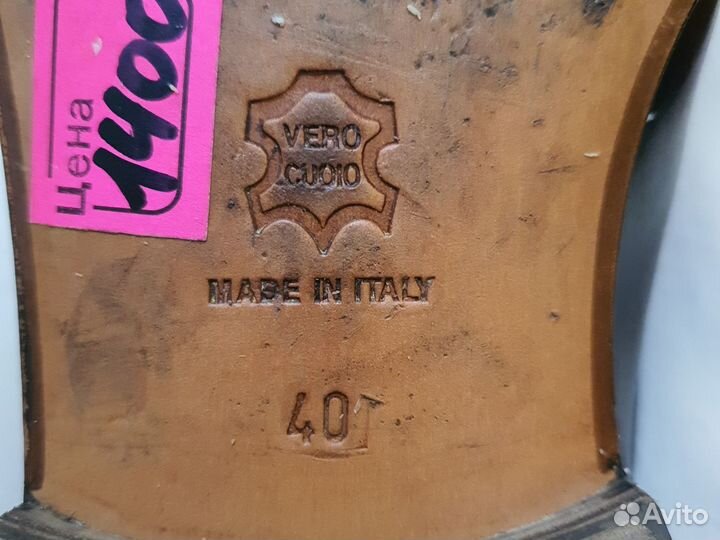 Цена
1400
VERO
CUOIO
MADE IN ITALY
40
Avito